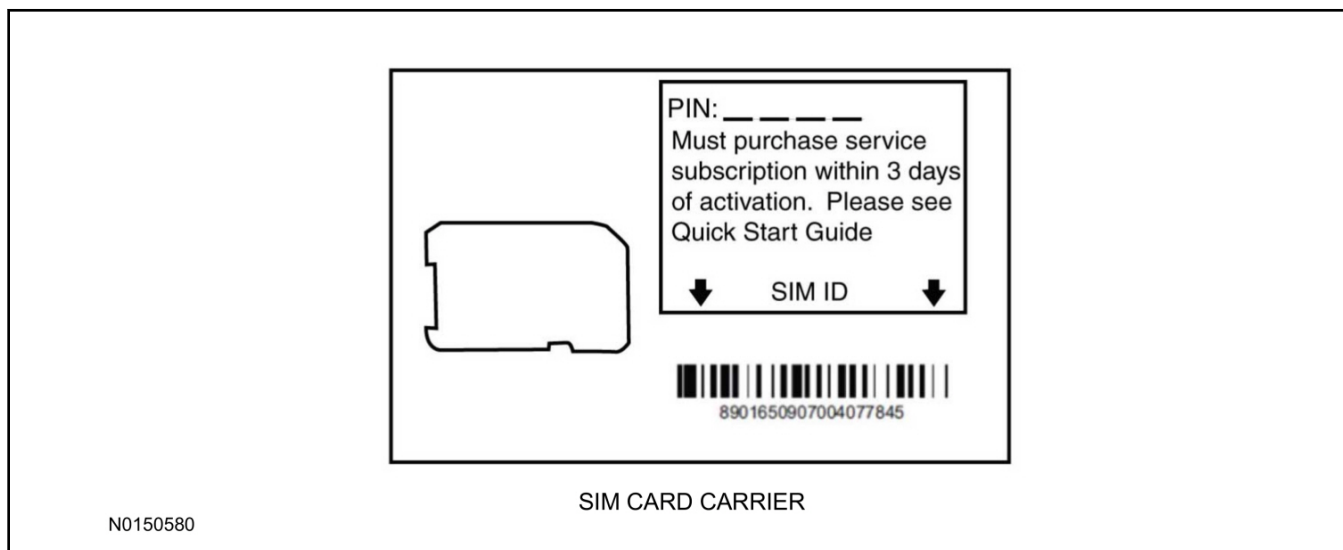 PIN: _ _ _ _
Must purchase service
subscription within 3 days
of activation. Please see
Quick Start Guide
SIM ID
8901650907004077845
SIM CARD CARRIER
N0150580